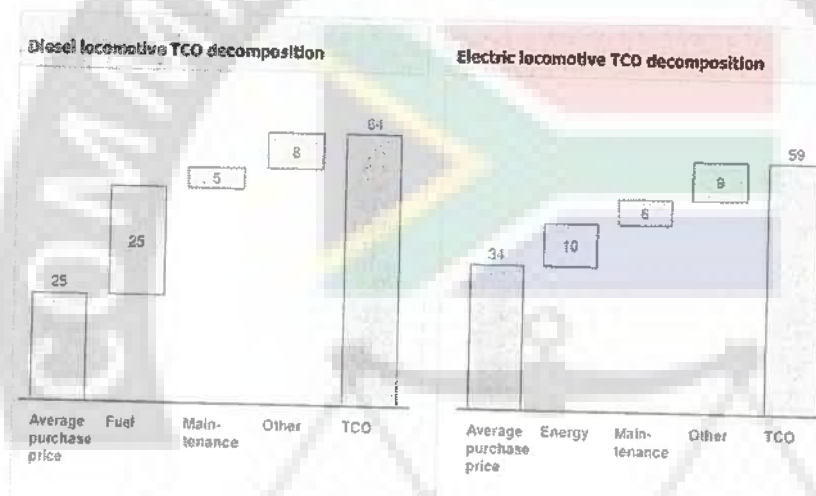 Diesel locomotive TCO decomposition
64
8
5
25
25
Average
purchase
price
Fuel
Main-
tenance
Other
TCO
Electric locomotive TCO decomposition
59
9
6
10
34
Average
purchase
price
Energy
Main-
tenance
Other
TCO